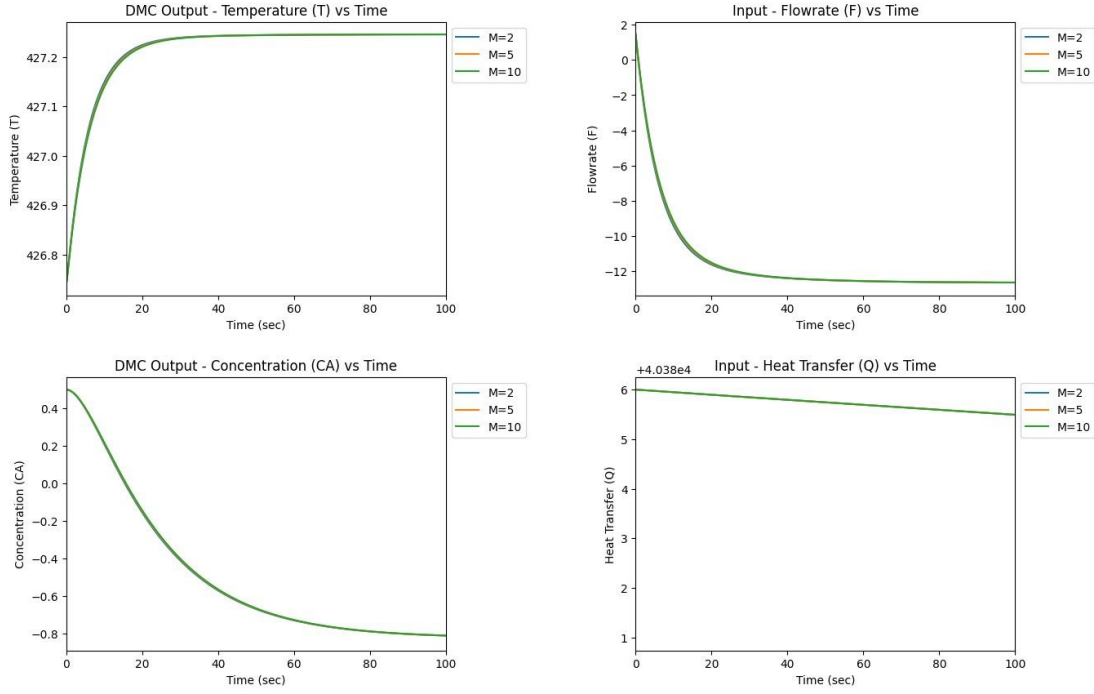 DMC Output - Temperature (T) vs Time
Temperature (T)
427.2
427.1
427.0
426.9
426.8
0 20 40 60 80 100
Time (sec)
M=2
M=5
M=10
Input - Flowrate (F) vs Time
Flowrate (F)
2
0
−2
−4
−6
−8
−10
−12
0 20 40 60 80 100
Time (sec)
M=2
M=5
M=10
DMC Output - Concentration (CA) vs Time
Concentration (CA)
0.4
0.2
0.0
−0.2
−0.4
−0.6
−0.8
0 20 40 60 80 100
Time (sec)
M=2
M=5
M=10
Input - Heat Transfer (Q) vs Time
+4.038e4
Heat Transfer (Q)
6
5
4
3
2
1
0 20 40 60 80 100
Time (sec)
M=2
M=5
M=10